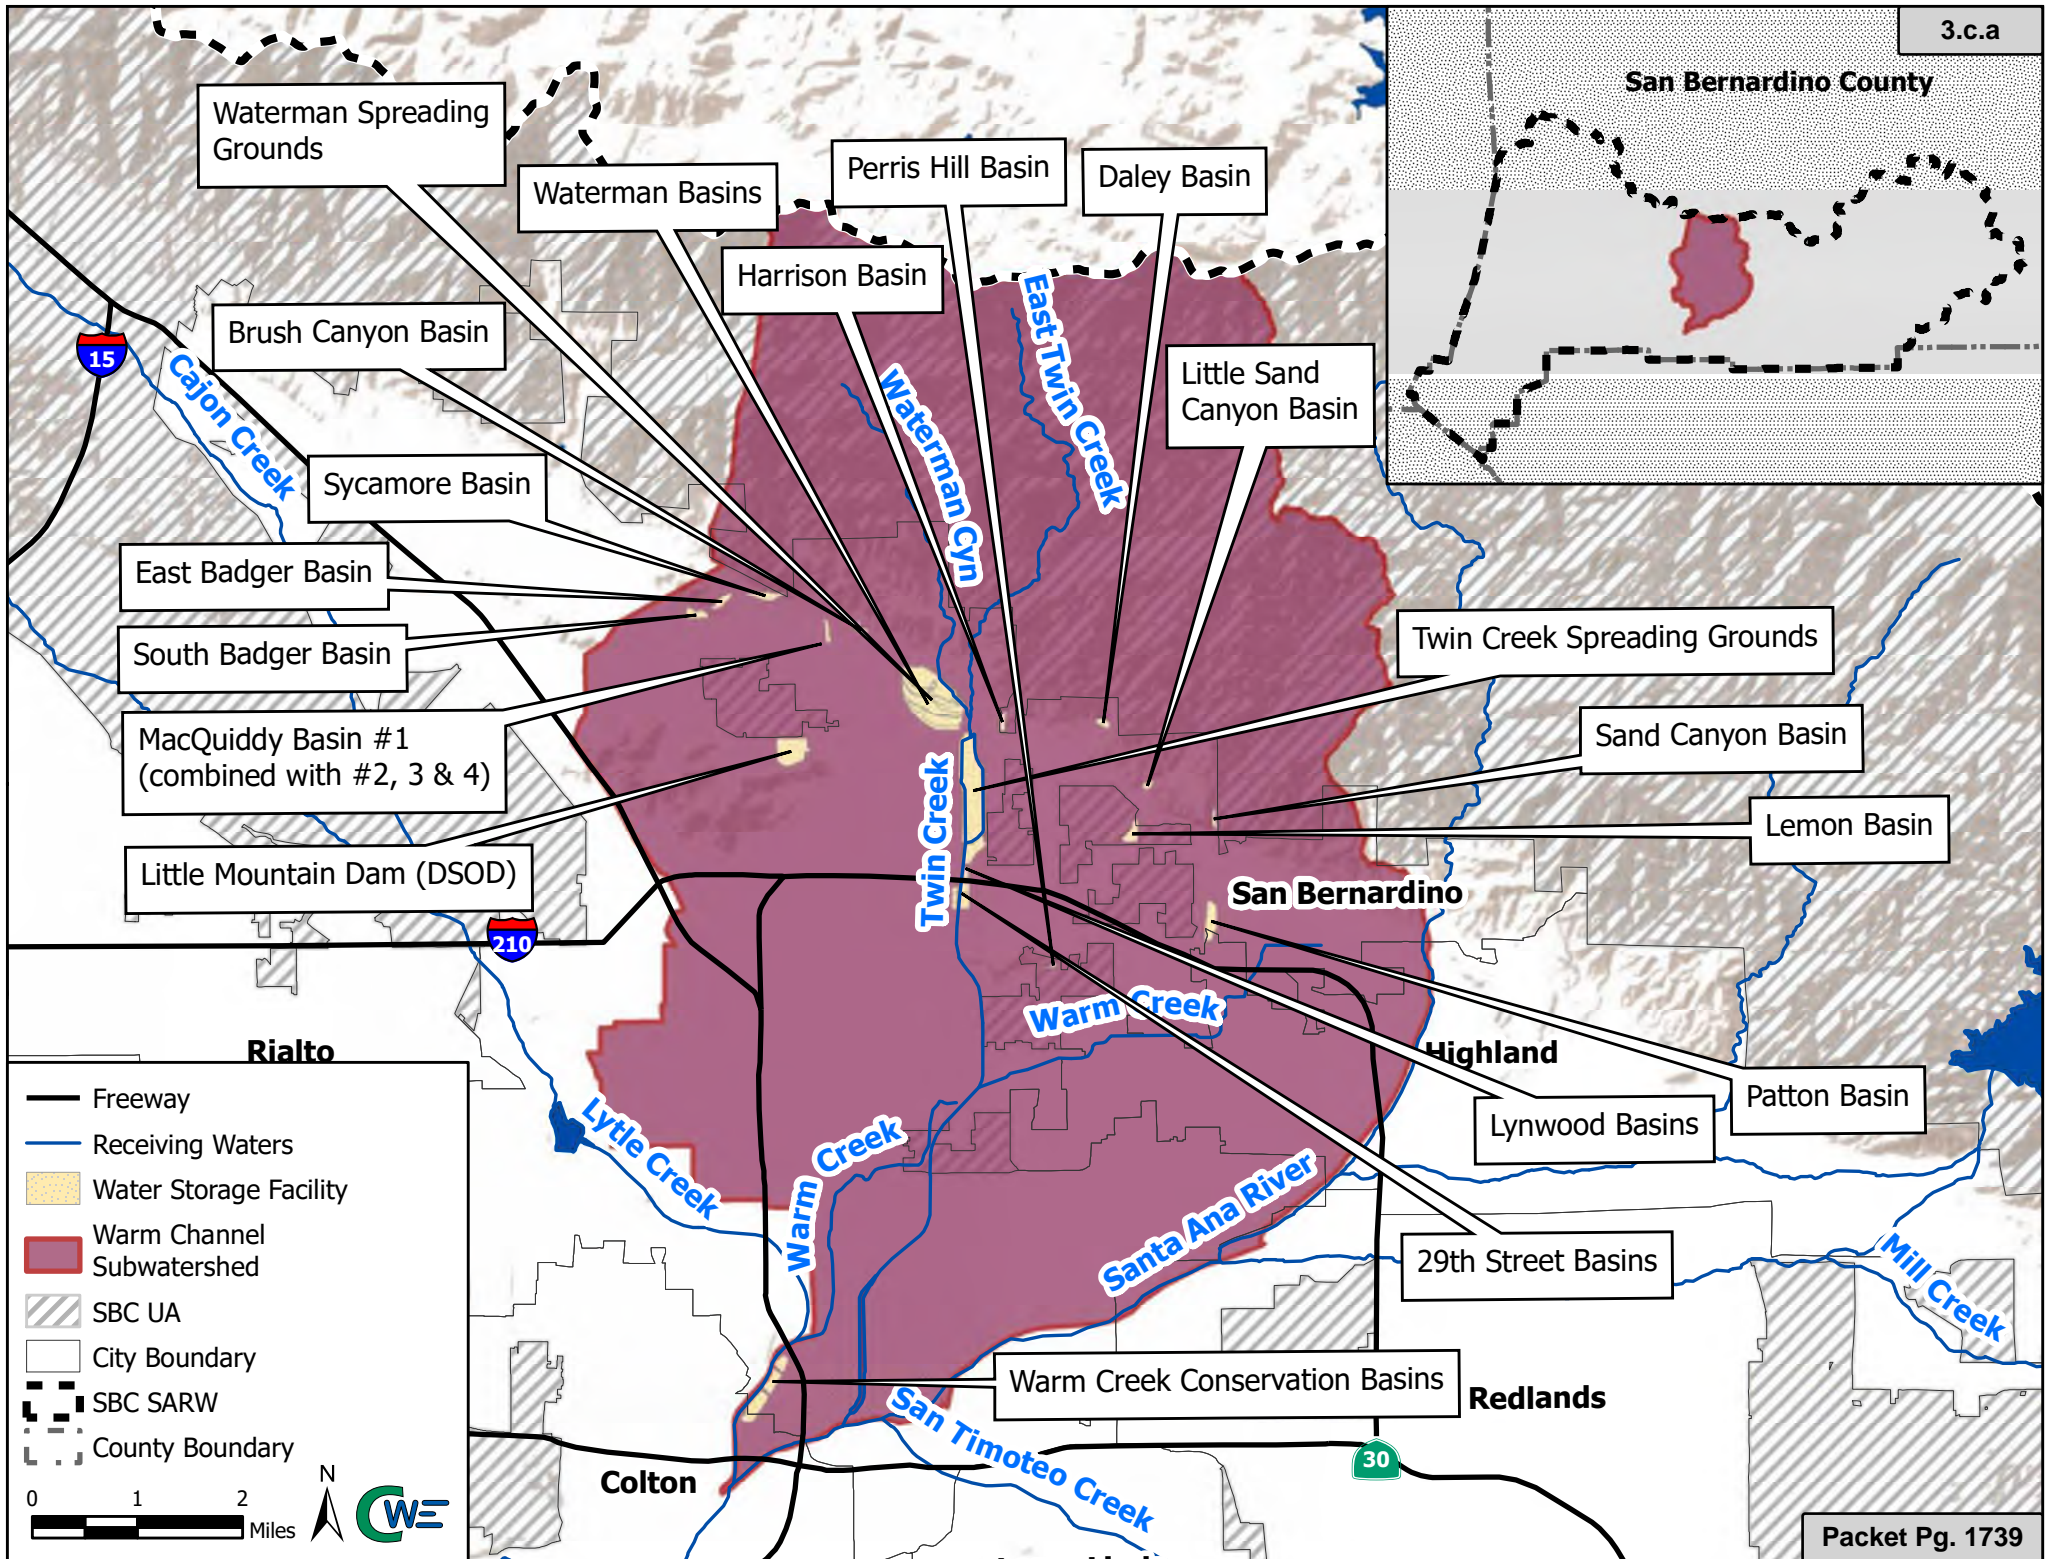 3.c.a
San Bernardino County
Waterman Spreading
Grounds
Waterman Basins
Perris Hill Basin
Daley Basin
Harrison Basin
Brush Canyon Basin
East Twin Creek
Little Sand
Canyon Basin
15
Cajon Creek
Waterman Cyn
Sycamore Basin
East Badger Basin
South Badger Basin
Twin Creek Spreading Grounds
MacQuiddy Basin #1
(combined with #2, 3 & 4)
Sand Canyon Basin
Twin Creek
Lemon Basin
Little Mountain Dam (DSOD)
San Bernardino
210
Warm Creek
Rialto
Highland
Patton Basin
Lynwood Basins
Lytle Creek
Warm Creek
Santa Ana River
29th Street Basins
Mill Creek
Warm Creek Conservation Basins
Redlands
San Timoteo Creek
30
Colton
Freeway
Receiving Waters
Water Storage Facility
Warm Channel
Subwatershed
SBC UA
City Boundary
SBC SARW
County Boundary
N
0 1 2
Miles
CWE
Packet Pg. 1739